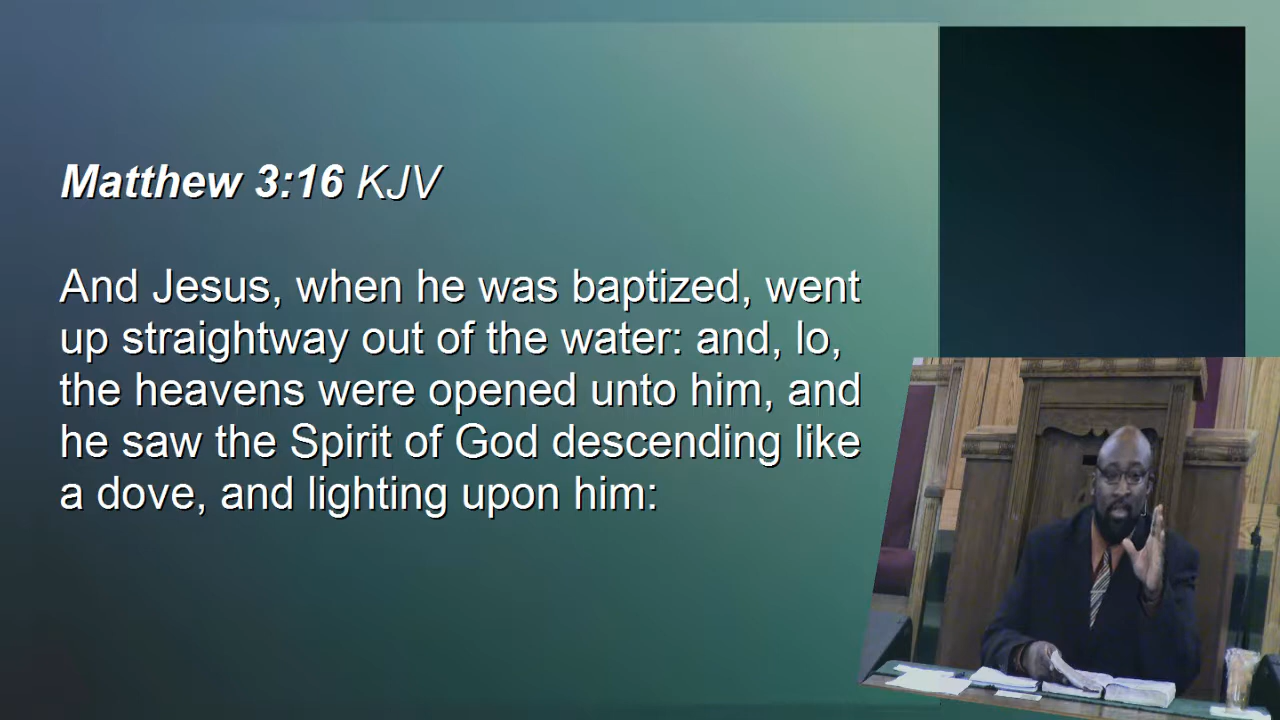 Matthew 3:16 KJV
And Jesus, when he was baptized, went
up straightway out of the water: and, lo,
the heavens were opened unto him, and
he saw the Spirit of God descending like
a dove, and lighting upon him: